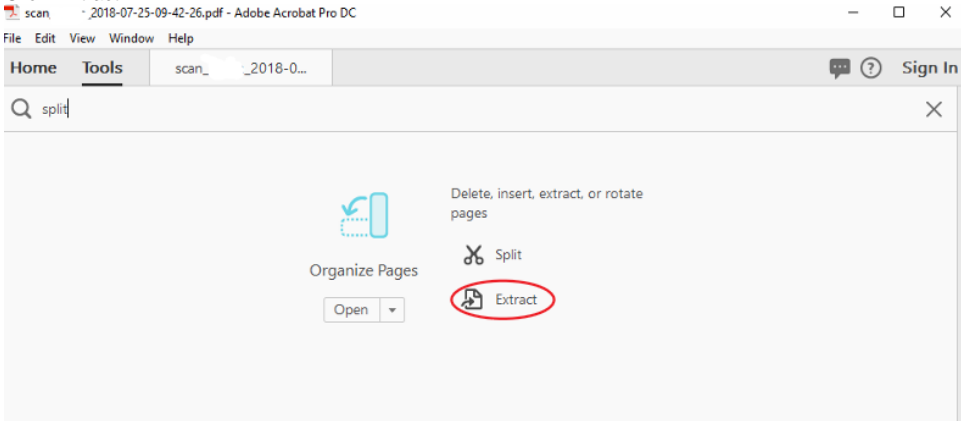 scan, _2018-07-25-09-42-26.pdf - Adobe Acrobat Pro DC
File Edit View Window Help
Home Tools scan_ _2018-0... Sign In
split
Delete, insert, extract, or rotate
pages
Split
Organize Pages
Extract
Open